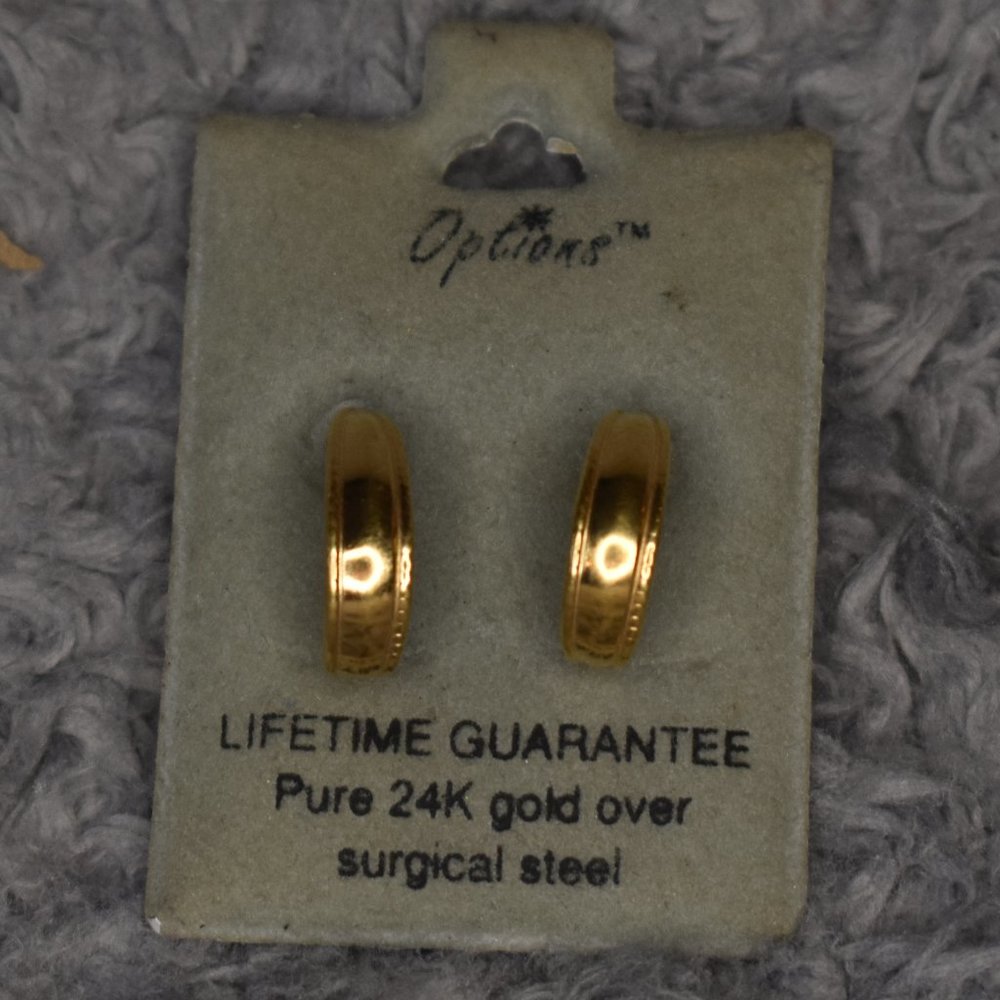 Options™
LIFETIME GUARANTEE
Pure 24K gold over
surgical steel